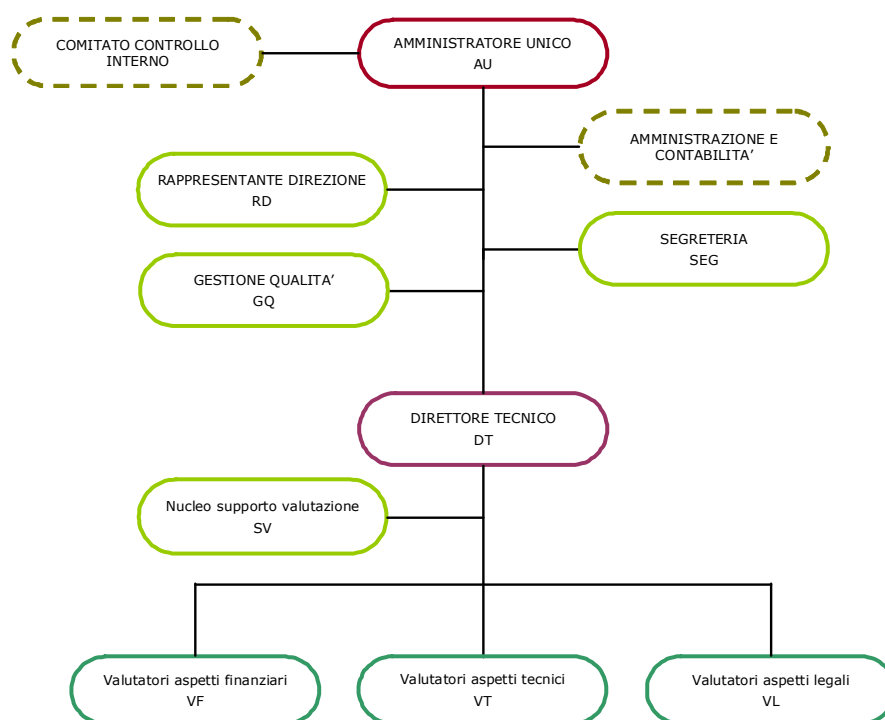 COMITATO CONTROLLO
INTERNO
AMMINISTRATORE UNICO
AU
AMMINISTRAZIONE E
CONTABILITA’
RAPPRESENTANTE DIREZIONE
RD
SEGRETERIA
SEG
GESTIONE QUALITA’
GQ
DIRETTORE TECNICO
DT
Nucleo supporto valutazione
SV
Valutatori aspetti finanziari
VF
Valutatori aspetti tecnici
VT
Valutatori aspetti legali
VL